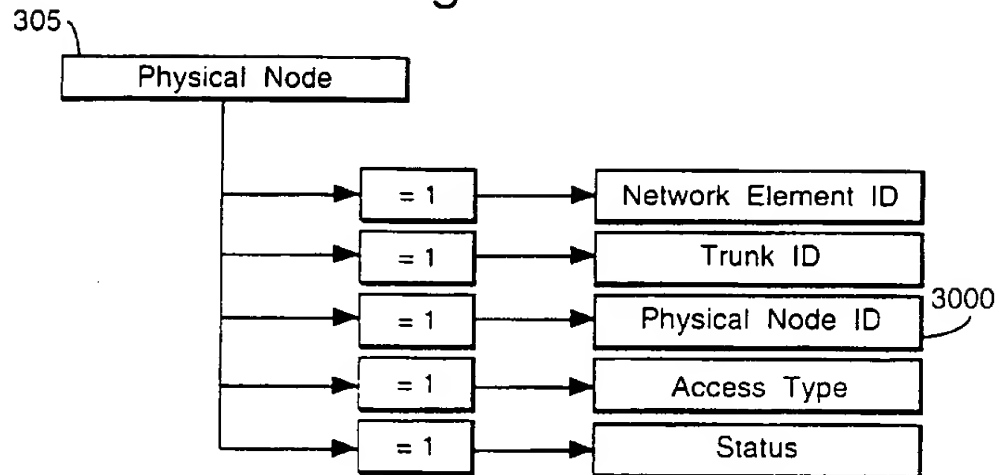 305
Physical Node
= 1 Network Element ID
= 1 Trunk ID
3000
= 1 Physical Node ID
= 1 Access Type
= 1 Status